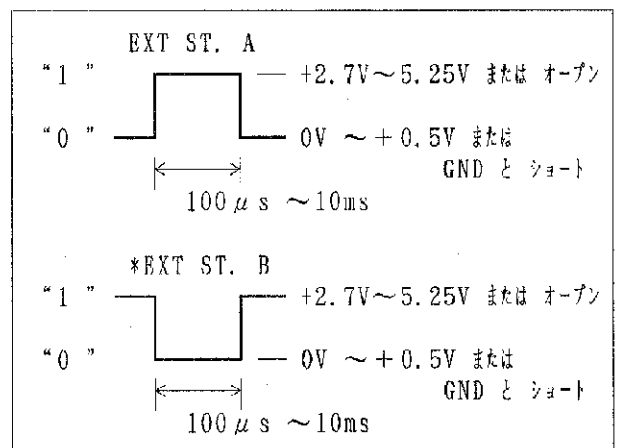 EXT ST. A
“1” +2.7V～5.25V または オープン
“0” 0V ～+0.5V または
GND と ショート
100μs ～10ms
*EXT ST. B
“1” +2.7V～5.25V または オープン
“0” 0V ～+0.5V または
GND と ショート
100μs ～10ms